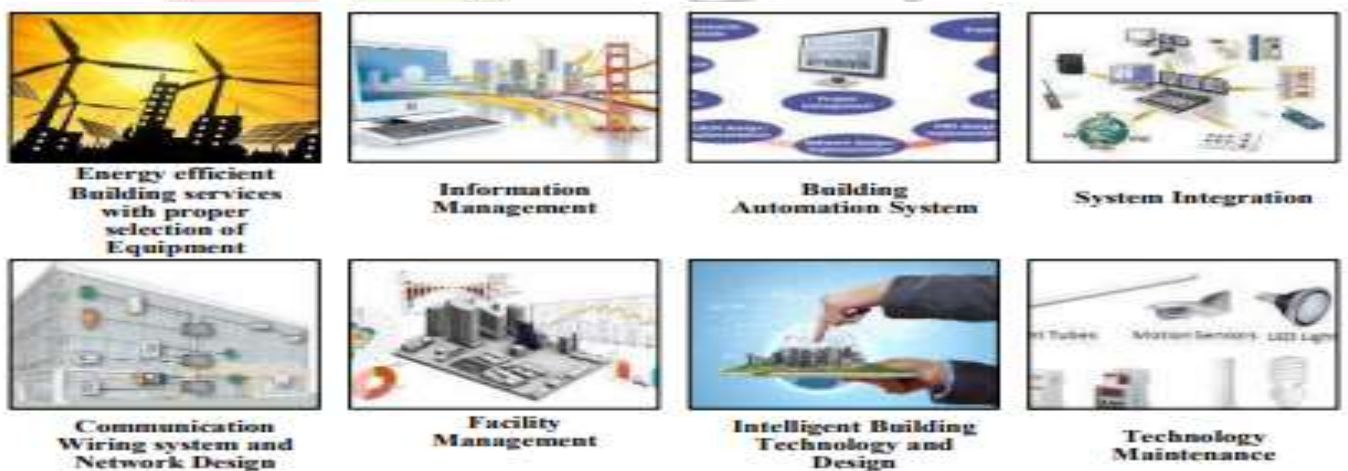 Energy efficient
Building services
with proper
selection of
Equipment
Information
Management
Building
Automation System
System Integration
Tubes Motion Sensors LED Light
Communication
Wiring system and
Network Design
Facility
Management
Intelligent Building
Technology and
Design
Technology
Maintenance